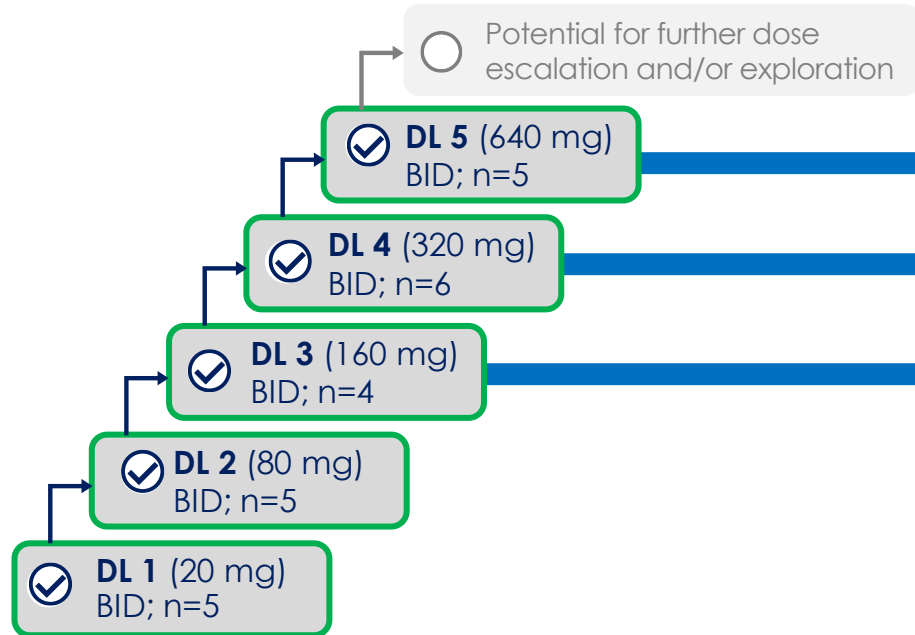 Potential for further dose
escalation and/or exploration
DL 5 (640 mg)
BID; n=5
DL 4 (320 mg)
BID; n=6
DL 3 (160 mg)
BID; n=4
DL 2 (80 mg)
BID; n=5
DL 1 (20 mg)
BID; n=5